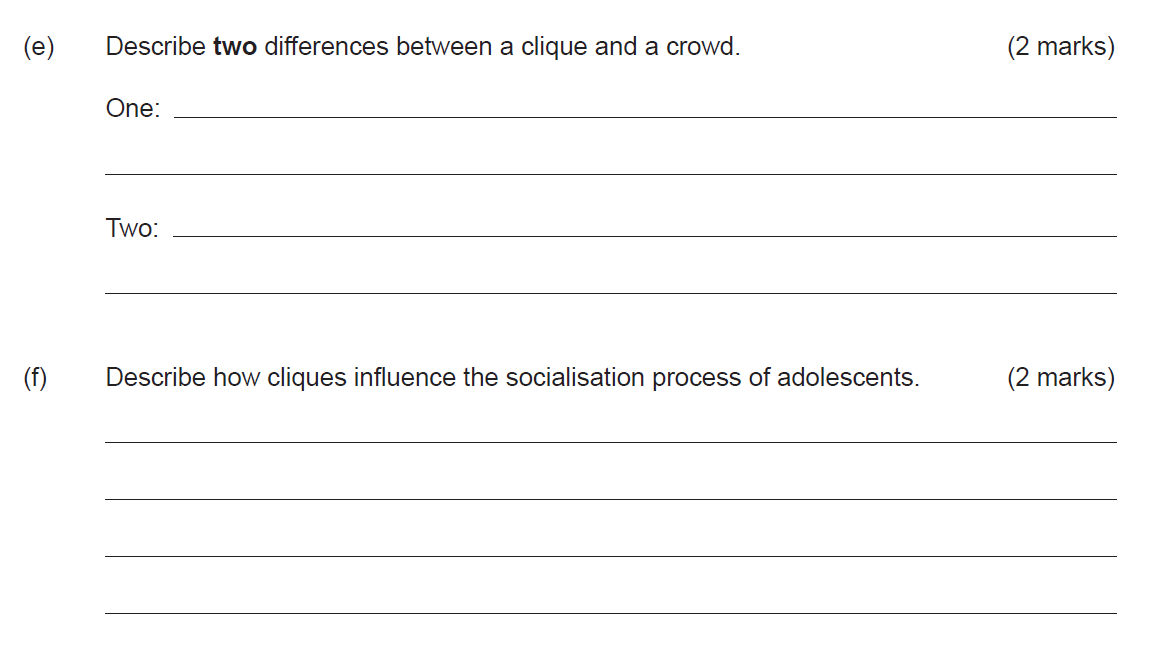 (e) Describe two differences between a clique and a crowd. (2 marks)
One:
Two:
(f) Describe how cliques influence the socialisation process of adolescents. (2 marks)